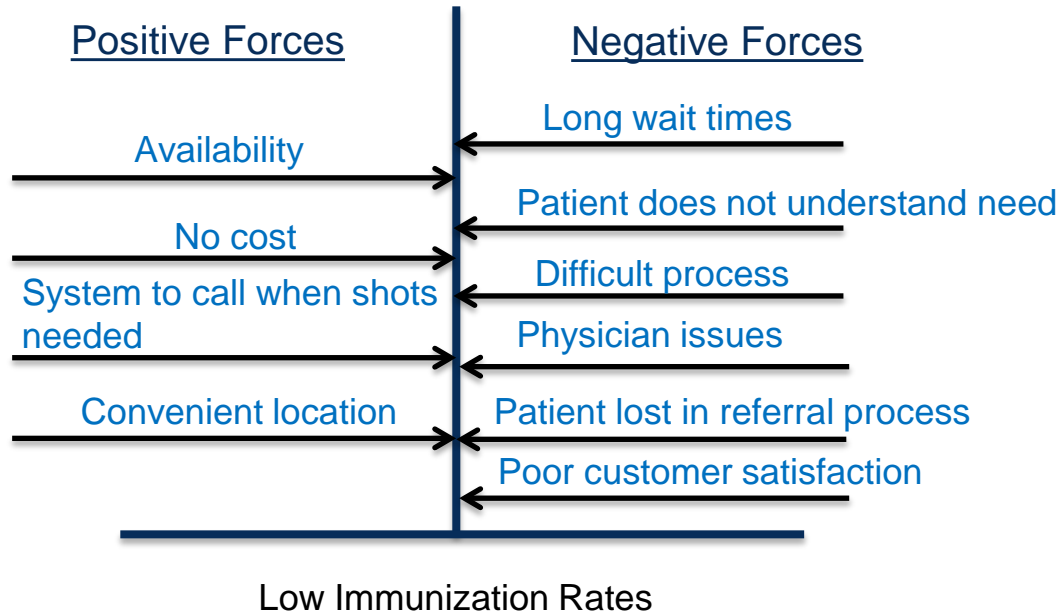 Positive Forces
Negative Forces
Long wait times
Availability
Patient does not understand need
No cost
Difficult process
System to call when shots
needed
Physician issues
Convenient location
Patient lost in referral process
Poor customer satisfaction
Low Immunization Rates